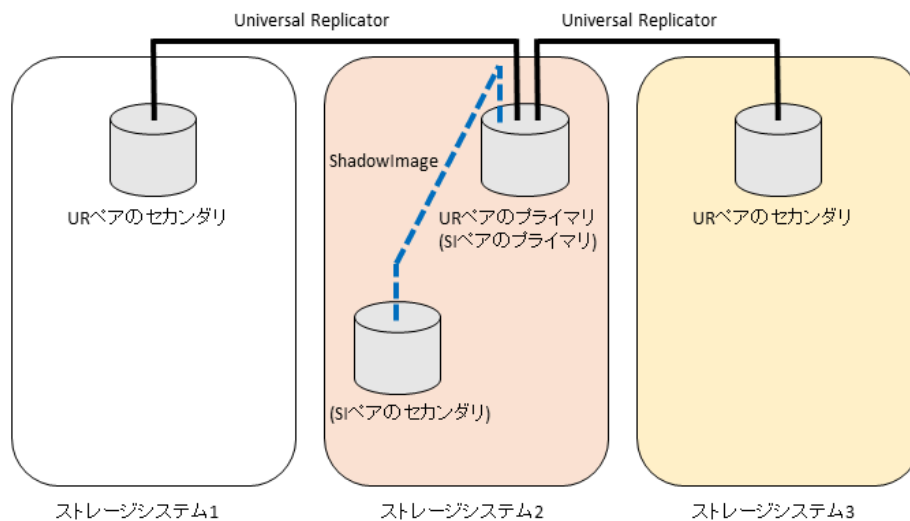 Universal Replicator
Universal Replicator
ShadowImage
URペアのセカンダリ
URペアのプライマリ
(SIペアのプライマリ)
URペアのセカンダリ
(SIペアのセカンダリ)
ストレージシステム1
ストレージシステム2
ストレージシステム3